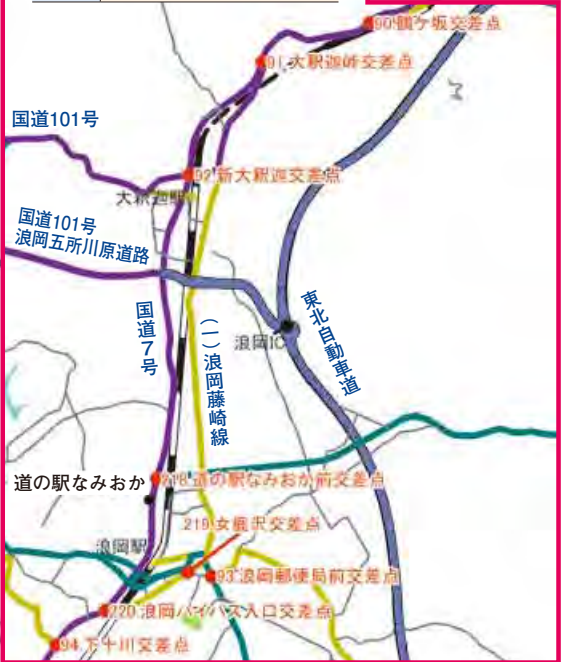 90 鶴ケ坂交差点
91 大釈迦峠交差点
国道101号
92 新大釈迦交差点
大釈迦駅
国道101号
浪岡五所川原道路
国道7号
(一)浪岡藤崎線
浪岡IC
東北自動車道
道の駅なみおか
218 道の駅なみおか前交差点
219 女鹿沢交差点
浪岡駅
93 浪岡郵便局前交差点
220 浪岡バイパス入口交差点
94 下十川交差点